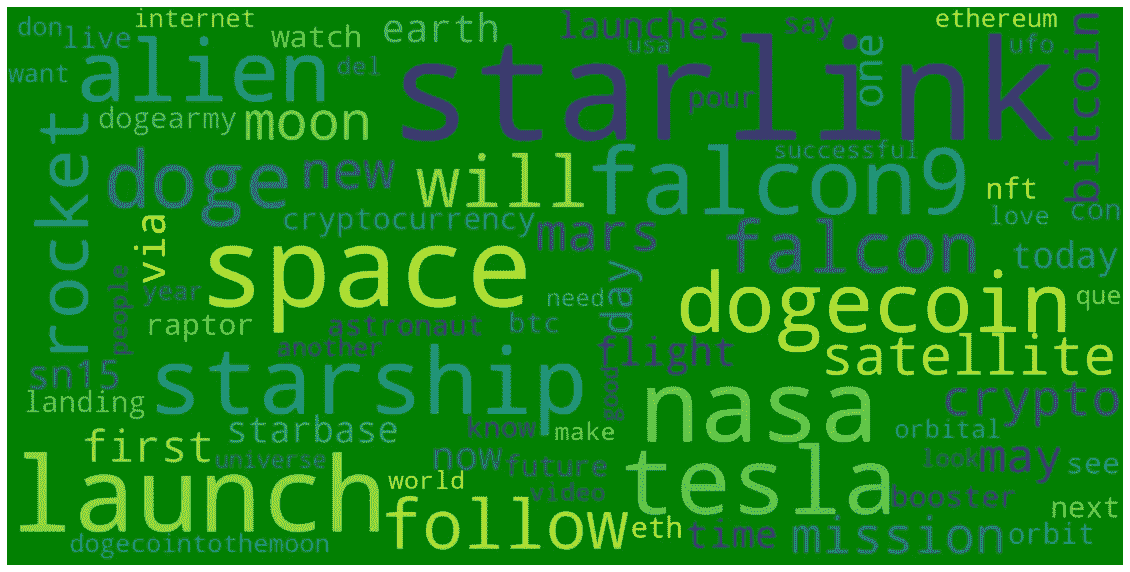 don
internet
live
watch
earth
launches
say
ethereum
usa
ufo
want
alien
del
starlink
one
bitcoin
pour
dogearmy
moon
rocket
doge
new
will
falcon9
successful
nft
love
con
cryptocurrency
mars
falcon
today
via
space
day
people
year
need
dogecoin
que
raptor
astronaut
btc
another
flight
satellite
sn15
starship
good
nasa
crypto
landing
starbase
know
make
orbital
first
universe
now
future
tesla
look
may
see
launch
world
video
booster
follow
eth
time
mission
orbit
next
dogecointothemoon